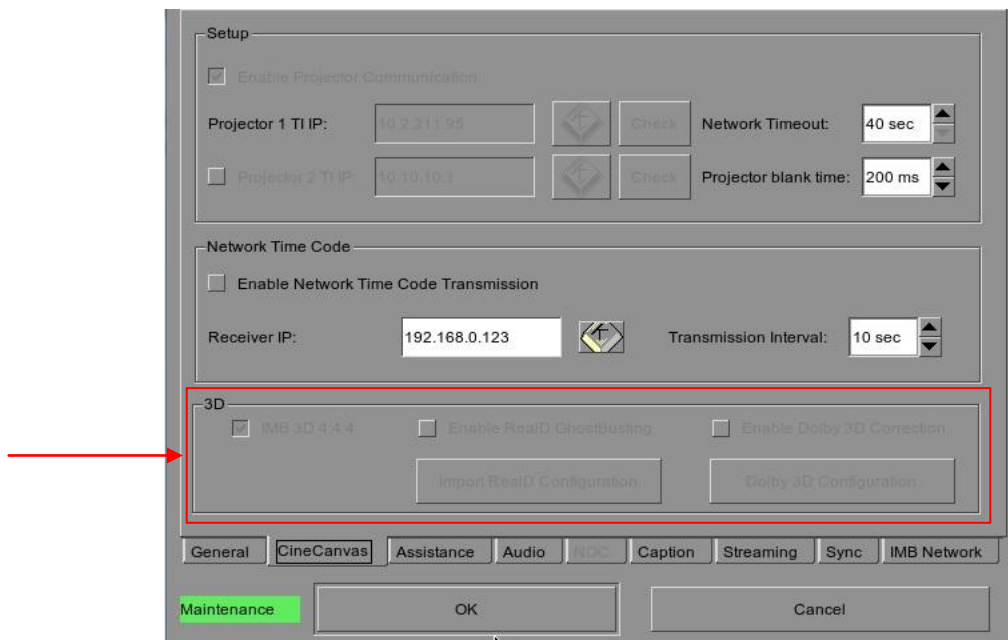 Setup
Enable Projector Communication
Projector 1 TI IP: 10.2.211.95 Check Network Timeout: 40 sec
Projector 2 TI IP: 10.10.10.1 Check Projector blank time: 200 ms
Network Time Code
Enable Network Time Code Transmission
Receiver IP: 192.168.0.123 Transmission Interval: 10 sec
3D
IMB 3D 4:4:4 Enable RealD GhostBusting Enable Dolby 3D Correction
Import RealD Configuration Dolby 3D Configuration
General CineCanvas Assistance Audio NOC Caption Streaming Sync IMB Network
Maintenance OK Cancel